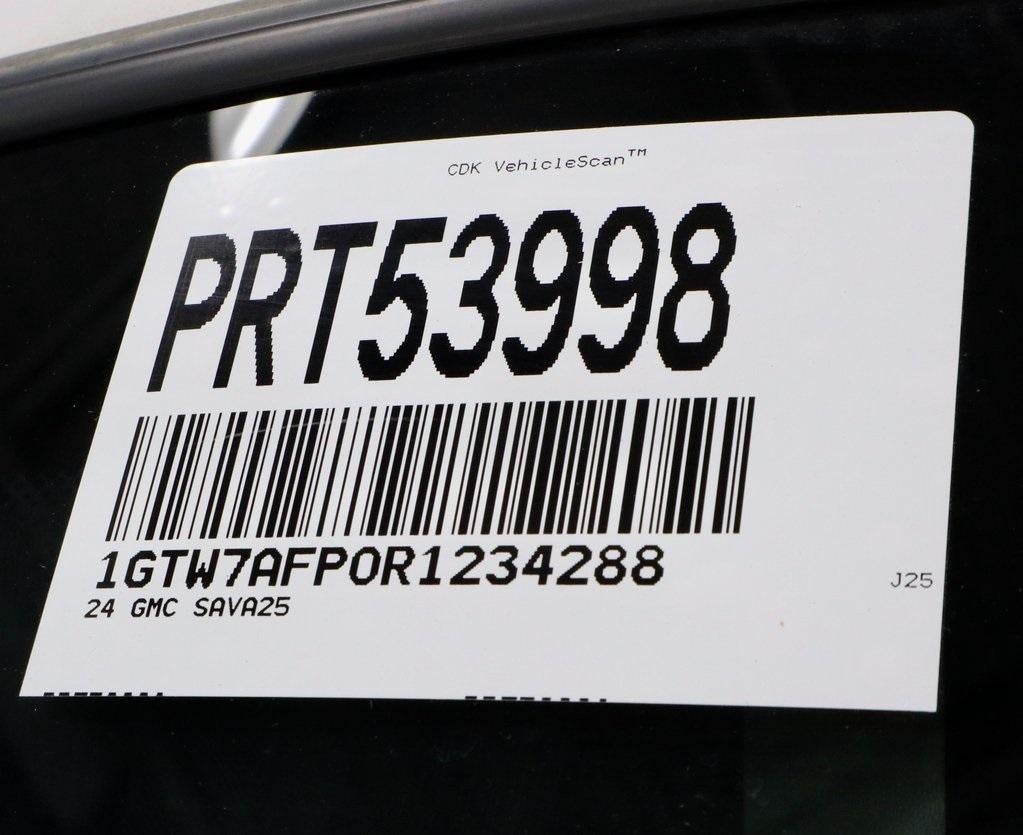 CDK VehicleScan™
PRT53998
1GTW7AFP0R1234288
24 GMC SAVA25
J25